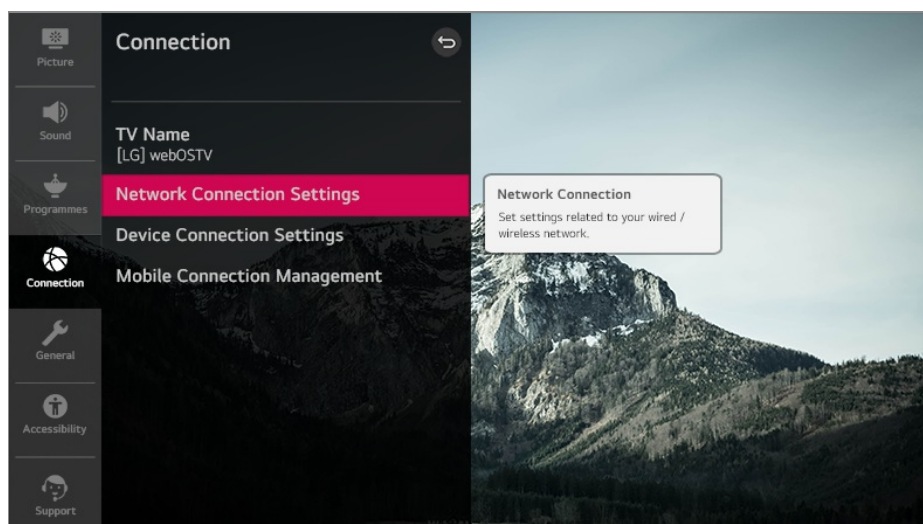 Picture
Sound
Programmes
Connection
General
Accessibility
Support
Connection
TV Name
[LG] webOSTV
Network Connection Settings
Device Connection Settings
Mobile Connection Management
Network Connection
Set settings related to your wired /
wireless network.